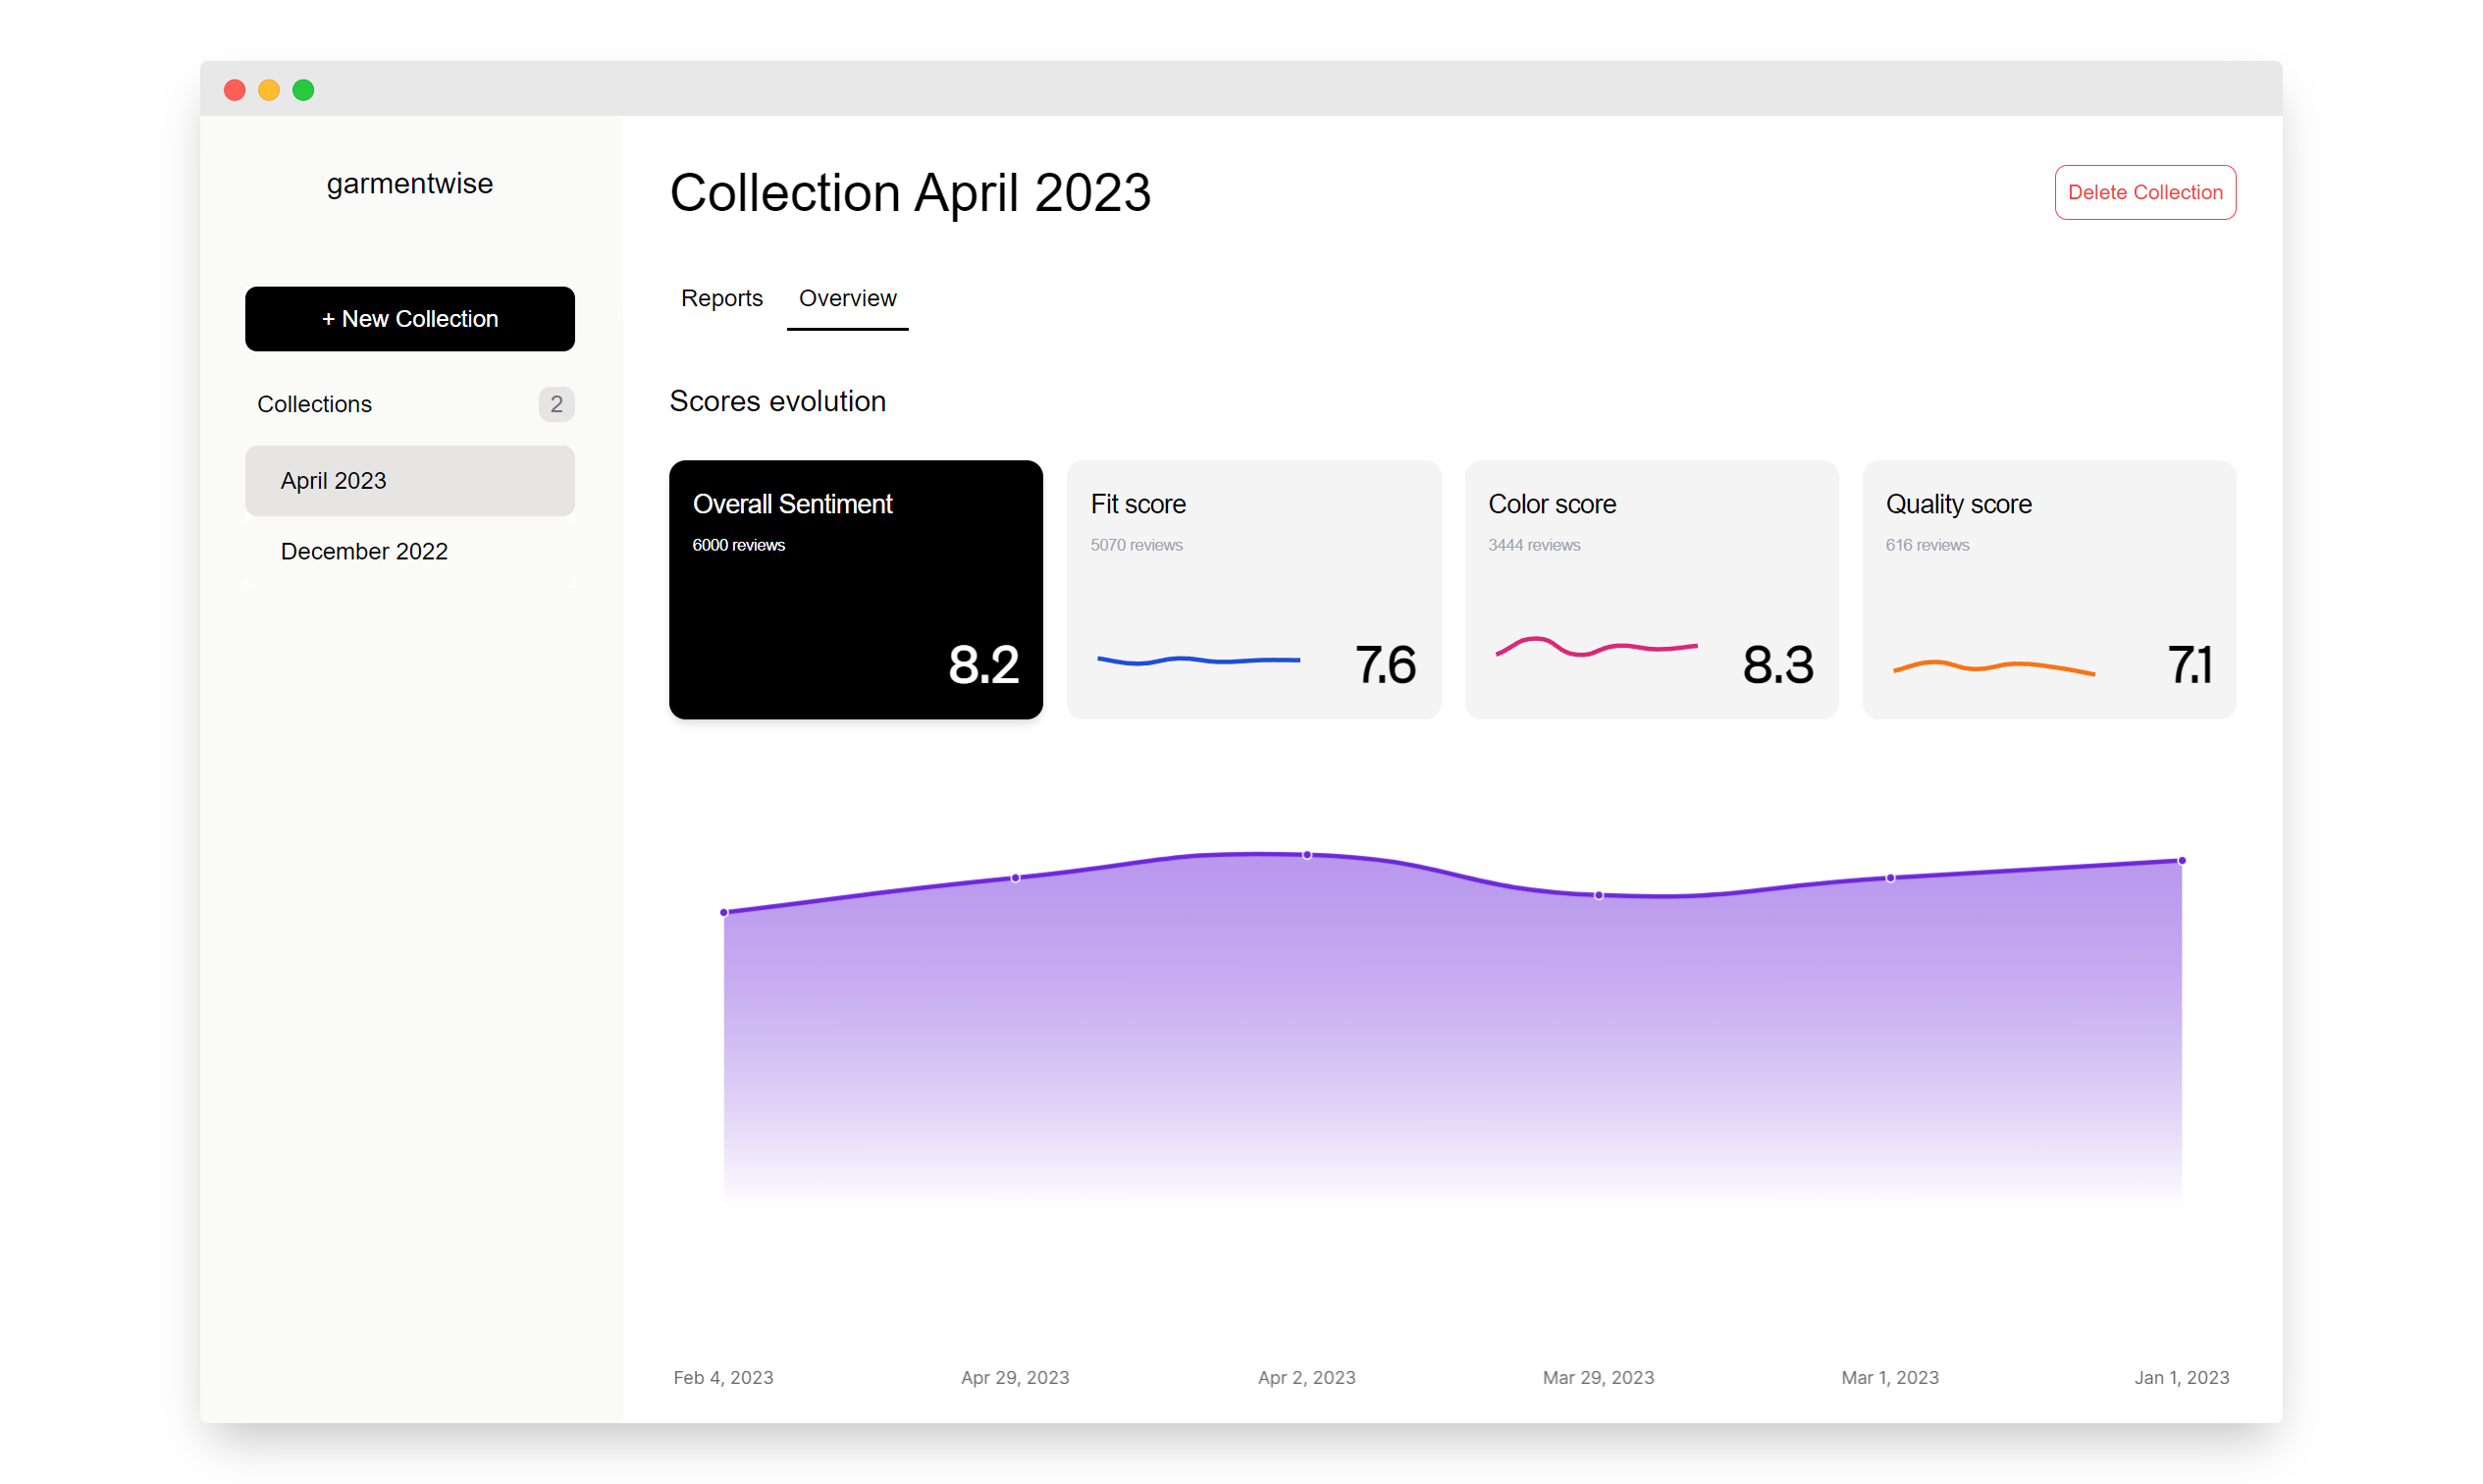 garmentwise
+ New Collection
Collections 2
April 2023
December 2022
Collection April 2023
Delete Collection
Reports Overview
Scores evolution
Overall Sentiment
6000 reviews
8.2
Fit score
5070 reviews
7.6
Color score
3444 reviews
8.3
Quality score
616 reviews
7.1
Feb 4, 2023 Apr 29, 2023 Apr 2, 2023 Mar 29, 2023 Mar 1, 2023 Jan 1, 2023